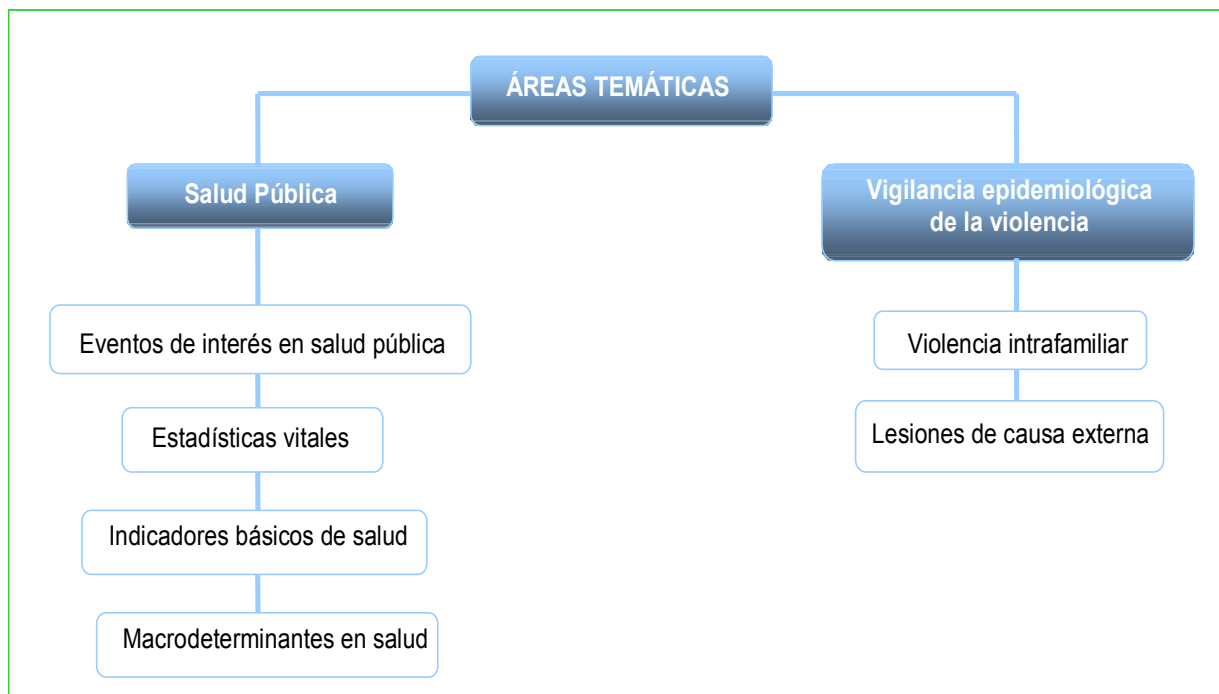 ÁREAS TEMÁTICAS
Salud Pública
Eventos de interés en salud pública
Estadísticas vitales
Indicadores básicos de salud
Macrodeterminantes en salud
Vigilancia epidemiológica
de la violencia
Violencia intrafamiliar
Lesiones de causa externa